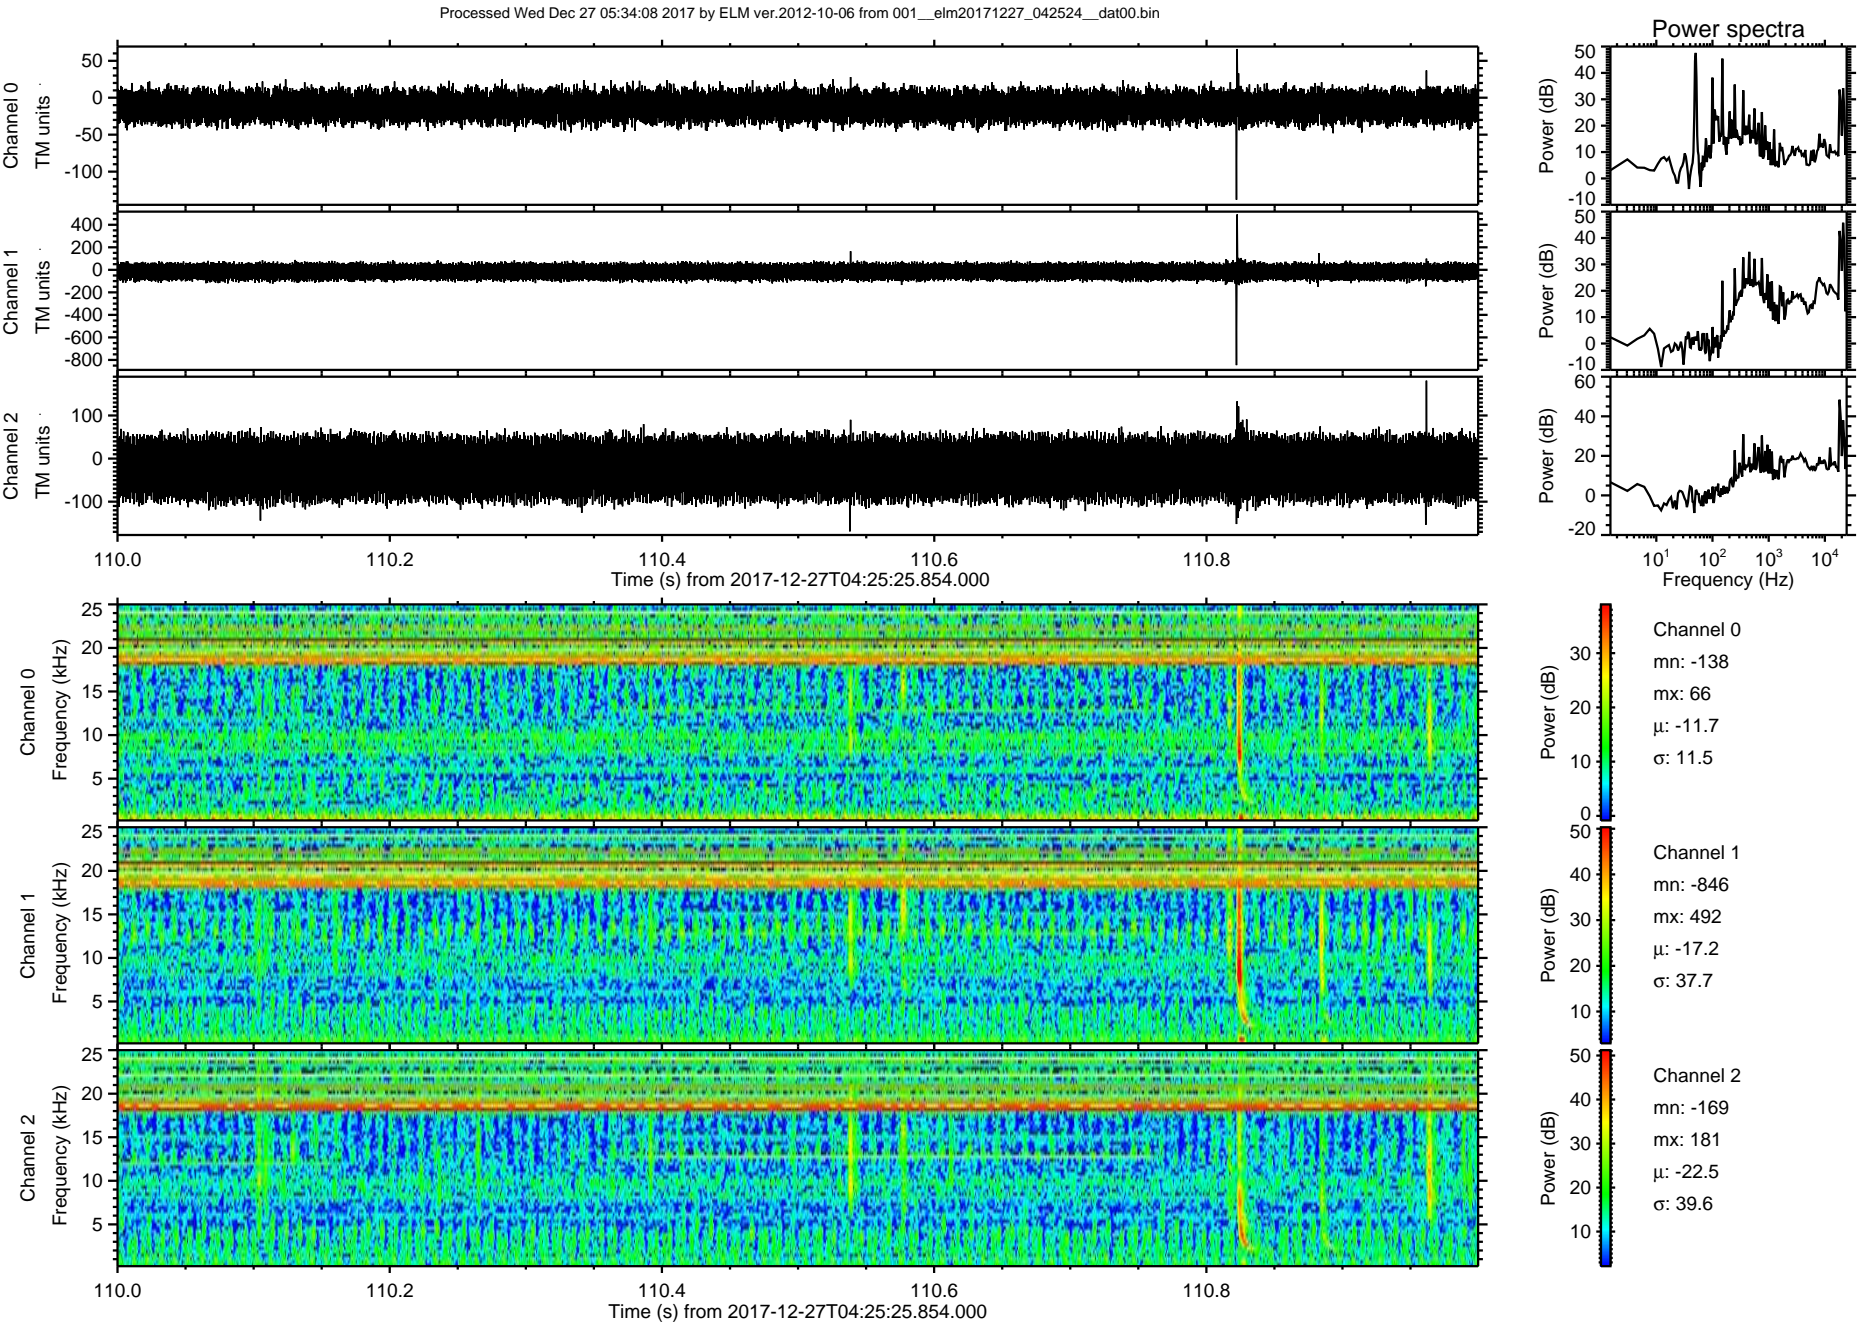 Processed Wed Dec 27 05:34:08 2017 by ELM ver.2012-10-06 from 001__elm20171227_042524__dat00.bin
Power spectra
Channel 0
TM units
50
0
-50
-100
Power (dB)
50
40
30
20
10
0
-10
Channel 1
TM units
400
200
0
-200
-400
-600
-800
Power (dB)
50
40
30
20
10
0
-10
Channel 2
TM units
100
0
-100
Power (dB)
60
40
20
0
-20
110.0 110.2 110.4 110.6 110.8
Time (s) from 2017-12-27T04:25:25.854.000
10^1 10^2 10^3 10^4
Frequency (Hz)
Channel 0
Frequency (kHz)
25
20
15
10
5
Power (dB)
30
20
10
0
Channel 0
mn: -138
mx: 66
μ: -11.7
σ: 11.5
Channel 1
Frequency (kHz)
25
20
15
10
5
Power (dB)
50
40
30
20
10
Channel 1
mn: -846
mx: 492
μ: -17.2
σ: 37.7
Channel 2
Frequency (kHz)
25
20
15
10
5
Power (dB)
50
40
30
20
10
Channel 2
mn: -169
mx: 181
μ: -22.5
σ: 39.6
110.0 110.2 110.4 110.6 110.8
Time (s) from 2017-12-27T04:25:25.854.000